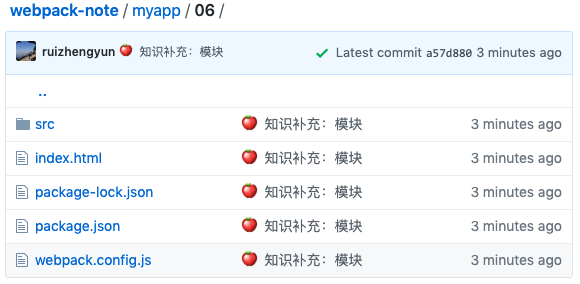 webpack-note / myapp / 06 /
ruizhengyun 🍎 知识补充：模块 Latest commit a57d880 3 minutes ago
..
src 🍎 知识补充：模块 3 minutes ago
index.html 🍎 知识补充：模块 3 minutes ago
package-lock.json 🍎 知识补充：模块 3 minutes ago
package.json 🍎 知识补充：模块 3 minutes ago
webpack.config.js 🍎 知识补充：模块 3 minutes ago